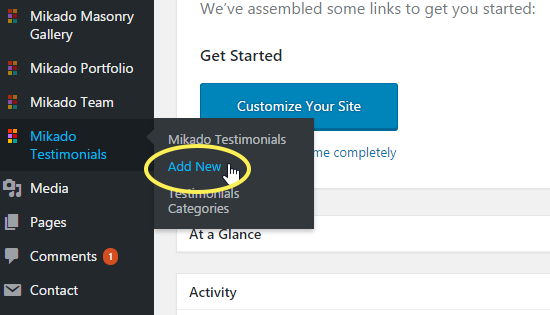 Mikado Masonry
Gallery
Mikado Portfolio
Mikado Team
Mikado
Testimonials
Media
Pages
Comments 1
Contact
Mikado Testimonials
Add New
Testimonials
Categories
We've assembled some links to get you started:
Get Started
Customize Your Site
me completely
At a Glance
Activity